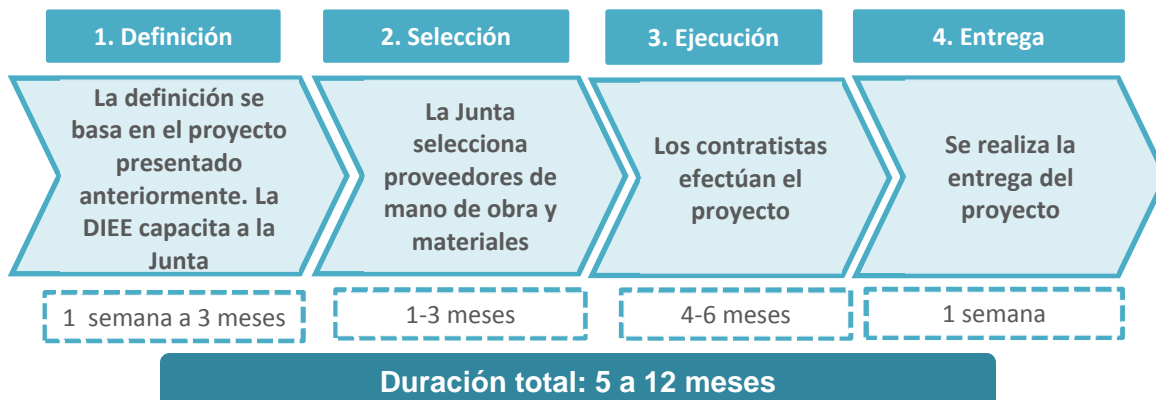 1. Definición
2. Selección
3. Ejecución
4. Entrega
La definición se
basa en el proyecto
presentado
anteriormente. La
DIEE capacita a la
Junta
La Junta
selecciona
proveedores de
mano de obra y
materiales
Los contratistas
efectúan el
proyecto
Se realiza la
entrega del
proyecto
1 semana a 3 meses
1-3 meses
4-6 meses
1 semana
Duración total: 5 a 12 meses